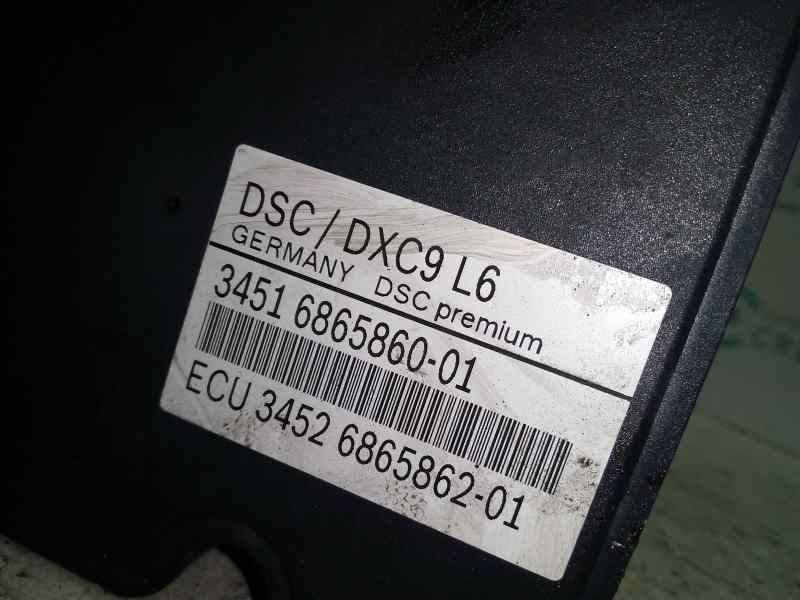 DSC / DXC9 L6
GERMANY DSC premium
3451 6865860-01
ECU 3452 6865862-01